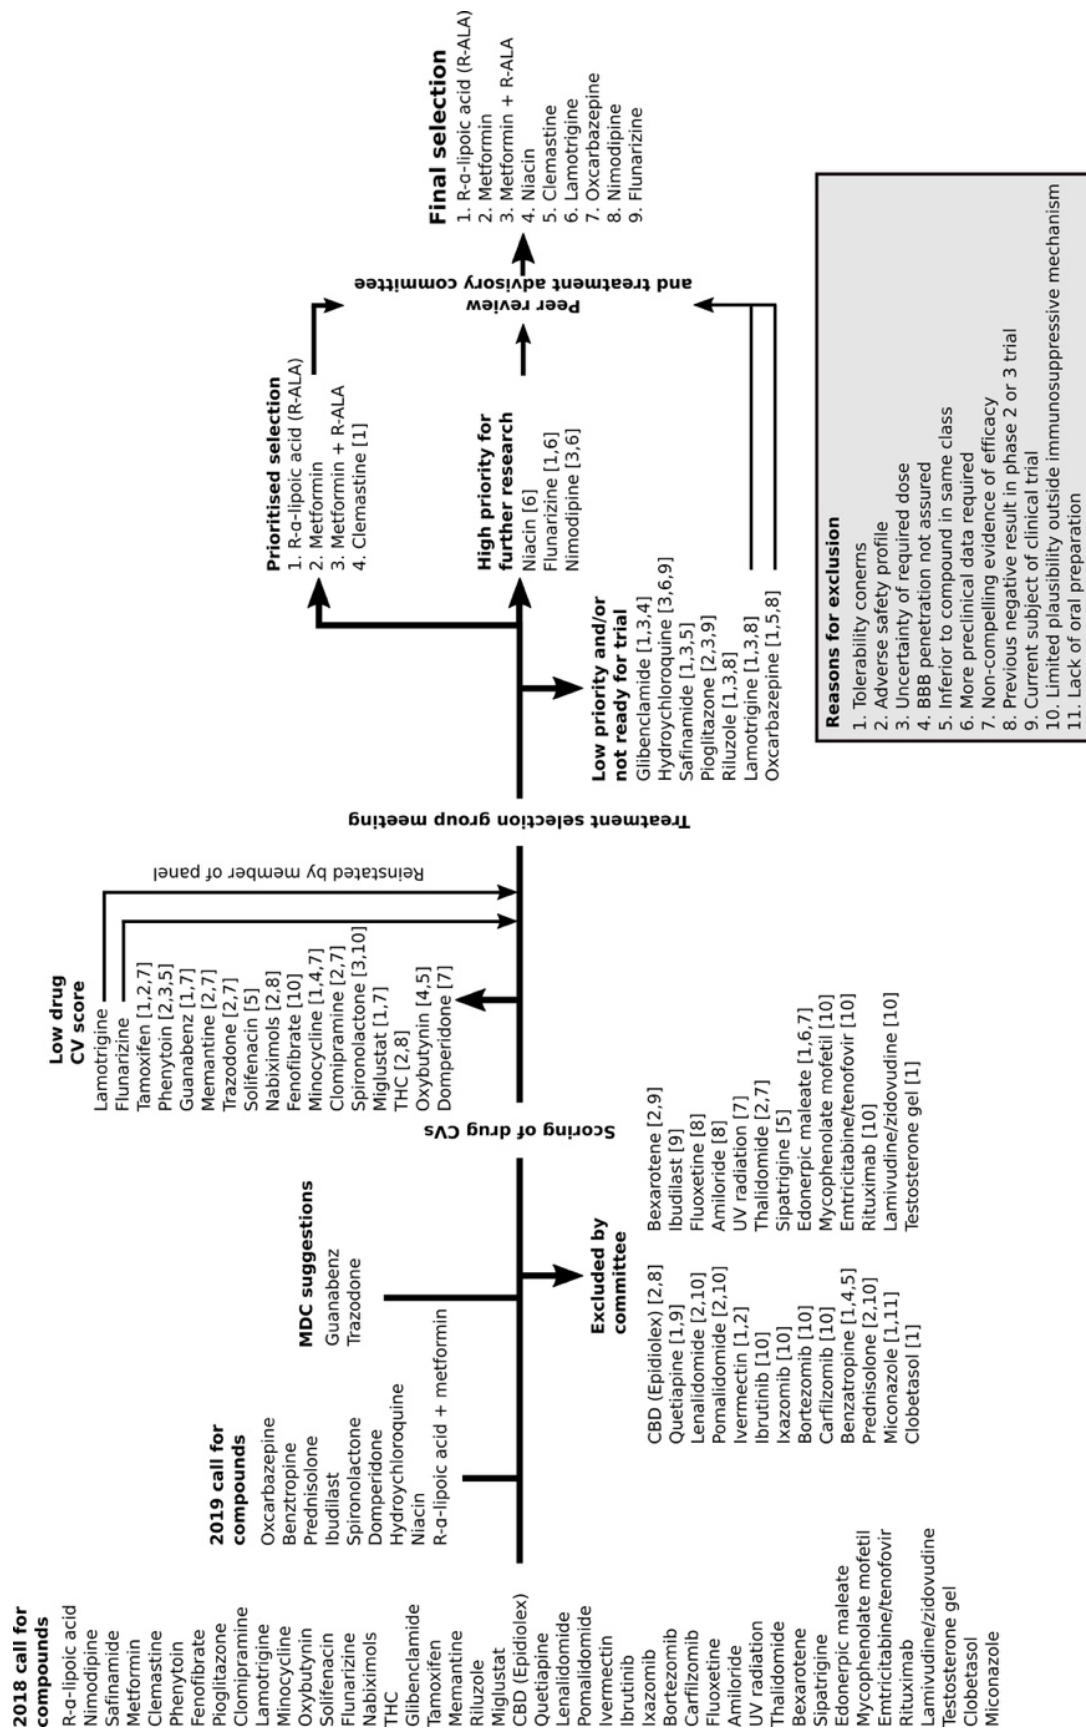 2018 call for
compounds
R-α-lipoic acid
Nimodipine
Safinamide
Metformin
Clemastine
Phenytoin
Fenofibrate
Pioglitazone
Clomipramine
Lamotrigine
Minocycline
Oxybutynin
Solifenacin
Flunarizine
Nabiximols
THC
Glibenclamide
Tamoxifen
Memantine
Riluzole
Miglustat
CBD (Epidiolex)
Quetiapine
Lenalidomide
Pomalidomide
Ivermectin
Ibrutinib
Ixazomib
Bortezomib
Carfilzomib
Fluoxetine
Amiloride
UV radiation
Thalidomide
Bexarotene
Sipatrigine
Edonerpic maleate
Mycophenolate mofetil
Emtricitabine/tenofovir
Rituximab
Lamivudine/zidovudine
Testosterone gel
Clobetasol
Miconazole
2019 call for
compounds
Oxcarbazepine
Benztropine
Prednisolone
Ibudilast
Spironolactone
Domperidone
Hydroychloroquine
Niacin
R-α-lipoic acid + metformin
MDC suggestions
Guanabenz
Trazodone
Excluded by
committee
CBD (Epidiolex) [2,8]
Quetiapine [1,9]
Lenalidomide [2,10]
Pomalidomide [2,10]
Ivermectin [1,2]
Ibrutinib [10]
Ixazomib [10]
Bortezomib [10]
Carfilzomib [10]
Benzatropine [1,4,5]
Prednisolone [2,10]
Miconazole [1,11]
Clobetasol [1]
Bexarotene [2,9]
Ibudilast [9]
Fluoxetine [8]
Amiloride [8]
UV radiation [7]
Thalidomide [2,7]
Sipatrigine [5]
Edonerpic maleate [1,6,7]
Mycophenolate mofetil [10]
Emtricitabine/tenofovir [10]
Rituximab [10]
Lamivudine/zidovudine [10]
Testosterone gel [1]
Scoring of drug CVs
Low drug
CV score
Lamotrigine
Flunarizine
Tamoxifen [1,2,7]
Phenytoin [2,3,5]
Guanabenz [1,7]
Memantine [2,7]
Trazodone [2,7]
Solifenacin [5]
Nabiximols [2,8]
Fenofibrate [10]
Minocycline [1,4,7]
Clomipramine [2,7]
Spironolactone [3,10]
Miglustat [1,7]
THC [2,8]
Oxybutynin [4,5]
Domperidone [7]
Reinstated by member of panel
Treatment selection group meeting
Low priority and/or
not ready for trial
Glibenclamide [1,3,4]
Hydroychloroquine [3,6,9]
Safinamide [1,3,5]
Pioglitazone [2,3,9]
Riluzole [1,3,8]
Lamotrigine [1,3,8]
Oxcarbazepine [1,5,8]
Prioritised selection
1. R-α-lipoic acid (R-ALA)
2. Metformin
3. Metformin + R-ALA
4. Clemastine [1]
High priority for
further research
Niacin [6]
Flunarizine [1,6]
Nimodipine [3,6]
Peer review
and treatment advisory committee
Final selection
1. R-α-lipoic acid (R-ALA)
2. Metformin
3. Metformin + R-ALA
4. Niacin
5. Clemastine
6. Lamotrigine
7. Oxcarbazepine
8. Nimodipine
9. Flunarizine
Reasons for exclusion
1. Tolerability conerns
2. Adverse safety profile
3. Uncertainty of required dose
4. BBB penetration not assured
5. Inferior to compound in same class
6. More preclinical data required
7. Non-compelling evidence of efficacy
8. Previous negative result in phase 2 or 3 trial
9. Current subject of clinical trial
10. Limited plausibility outside immunosuppressive mechanism
11. Lack of oral preparation